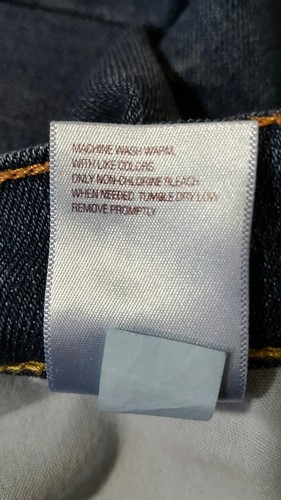 MACHINE WASH WARM,
WITH LIKE COLORS.
ONLY NON-CHLORINE BLEACH
WHEN NEEDED. TUMBLE DRY LOW.
REMOVE PROMPTLY